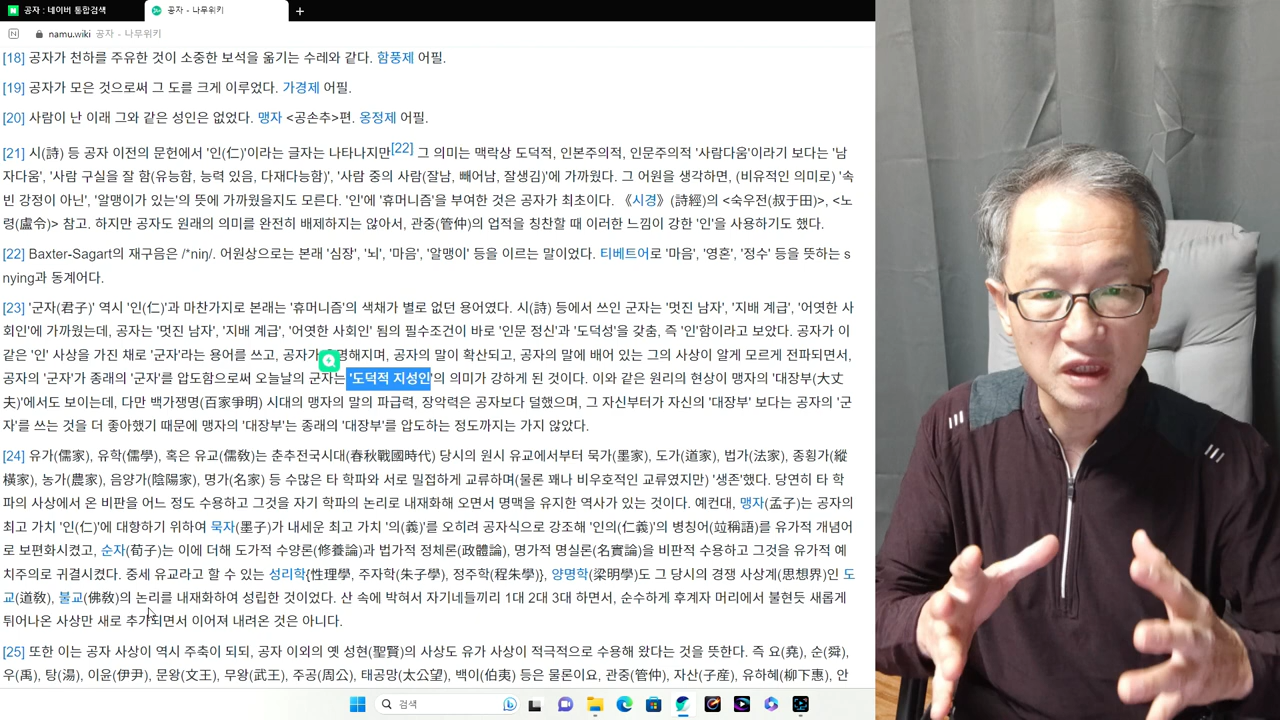 공자 : 네이버 통합검색
공자 - 나무위키
namu.wiki 공자 - 나무위키
[18] 공자가 천하를 주유한 것이 소중한 보석을 옮기는 수레와 같다. 함풍제 어필.
[19] 공자가 모은 것으로써 그 도를 크게 이루었다. 가경제 어필.
[20] 사람이 난 이래 그와 같은 성인은 없었다. 맹자 <공손추>편. 옹정제 어필.
[21] 시(詩) 등 공자 이전의 문헌에서 '인(仁)'이라는 글자는 나타나지만[22] 그 의미는 맥락상 도덕적, 인본주의적, 인문주의적 '사람다움'이라기 보다는 '남
자다움', '사람 구실을 잘 함(유능함, 능력 있음, 다재다능함)', '사람 중의 사람(참남, 빼어남, 잘생김)'에 가까웠다. 그 어원을 생각하면, (비유적인 의미로) '속
빈 강정이 아닌', '알맹이가 있는'의 뜻에 가까웠을지도 모른다. '인'에 '휴머니즘'을 부여한 것은 공자가 최초이다. 《시경》(詩經)의 <숙우전(叔于田)>, <노
령(盧令)> 참고. 하지만 공자도 원래의 의미를 완전히 배제하지는 않아서, 관중(管仲)의 업적을 칭찬할 때 이러한 느낌이 강한 '인'을 사용하기도 했다.
[22] Baxter-Sagart의 재구음은 /*niŋ/. 어원상으로는 본래 '심장', '뇌', '마음', '알맹이' 등을 이르는 말이었다. 티베트어로 '마음', '영혼', '정수' 등을 뜻하는 s
nying과 동계어다.
[23] '군자(君子)' 역시 '인(仁)'과 마찬가지로 본래는 '휴머니즘'의 색채가 별로 없던 용어였다. 시(詩) 등에서 쓰인 군자는 '멋진 남자', '지배 계급', '어엿한 사
회인'에 가까웠는데, 공자는 '멋진 남자', '지배 계급', '어엿한 사회인' 됨의 필수조건이 바로 '인문 정신'과 '도덕성'을 갖춤, 즉 '인'함이라고 보았다. 공자가 이
같은 '인' 사상을 가진 채로 '군자'라는 용어를 쓰고, 공자가 해지며, 공자의 말이 확산되고, 공자의 말에 배어 있는 그의 사상이 알게 모르게 전파되면서,
공자의 '군자'가 종래의 '군자'를 압도함으로써 오늘날의 군자는 '도덕적 지성인'의 의미가 강하게 된 것이다. 이와 같은 원리의 현상이 맹자의 '대장부(大丈
夫)'에서도 보이는데, 다만 백가쟁명(百家爭明) 시대의 맹자의 말의 파급력, 장악력은 공자보다 덜했으며, 그 자신부터가 자신의 '대장부' 보다는 공자의 '군
자'를 쓰는 것을 더 좋아했기 때문에 맹자의 '대장부'는 종래의 '대장부'를 압도하는 정도까지는 가지 않았다.
[24] 유가(儒家), 유학(儒學), 혹은 유교(儒敎)는 춘추전국시대(春秋戰國時代) 당시의 원시 유교에서부터 묵가(墨家), 도가(道家), 법가(法家), 종횡가(縱
橫家), 농가(農家), 음양가(陰陽家), 명가(名家) 등 수많은 타 학파와 서로 밀접하게 교류하며(물론 꽤나 비우호적인 교류였지만) '생존'했다. 당연히 타 학
파의 사상에서 온 비판을 어느 정도 수용하고 그것을 자기 학파의 논리로 내재화해 오면서 명맥을 유지한 역사가 있는 것이다. 예컨대, 맹자(孟子)는 공자의
최고 가치 '인(仁)'에 대항하기 위하여 묵자(墨子)가 내세운 최고 가치 '의(義)'를 오히려 공자식으로 강조해 '인의(仁義)'의 병칭어(竝稱語)를 유가적 개념어
로 보편화시켰고, 순자(荀子)는 이에 더해 도가적 수양론(修養論)과 법가적 정체론(政體論), 명가적 명실론(名實論)을 비판적 수용하고 그것을 유가적 예
치주의로 귀결시켰다. 중세 유교라고 할 수 있는 성리학{性理學, 주자학(朱子學), 정주학(程朱學)}, 양명학(梁明學)도 그 당시의 경쟁 사상계(思想界)인 도
교(道敎), 불교(佛敎)의 논리를 내재화하여 성립한 것이었다. 산 속에 박혀서 자기네들끼리 1대 2대 3대 하면서, 순수하게 후계자 머리에서 불현듯 새롭게
튀어나온 사상만 새로 추가되면서 이어져 내려온 것은 아니다.
[25] 또한 이는 공자 사상이 역시 주축이 되되, 공자 이외의 옛 성현(聖賢)의 사상도 유가 사상이 적극적으로 수용해 왔다는 것을 뜻한다. 즉 요(堯), 순(舜),
우(禹), 탕(湯), 이윤(伊尹), 문왕(文王), 무왕(武王), 주공(周公), 태공망(太公望), 백이(伯夷) 등은 물론이요, 관중(管仲), 자산(子産), 유하혜(柳下惠), 안
검색